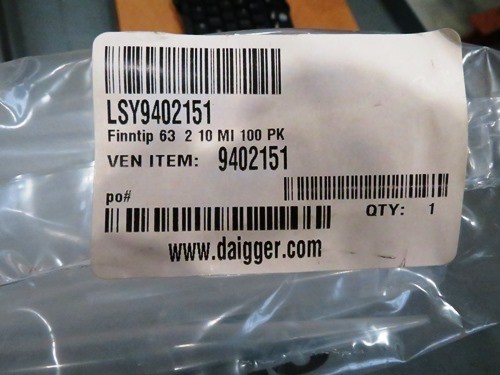 LSY9402151
Finntip 63 2 10 Ml 100 PK
VEN ITEM: 9402151
po#
QTY: 1
www.daigger.com